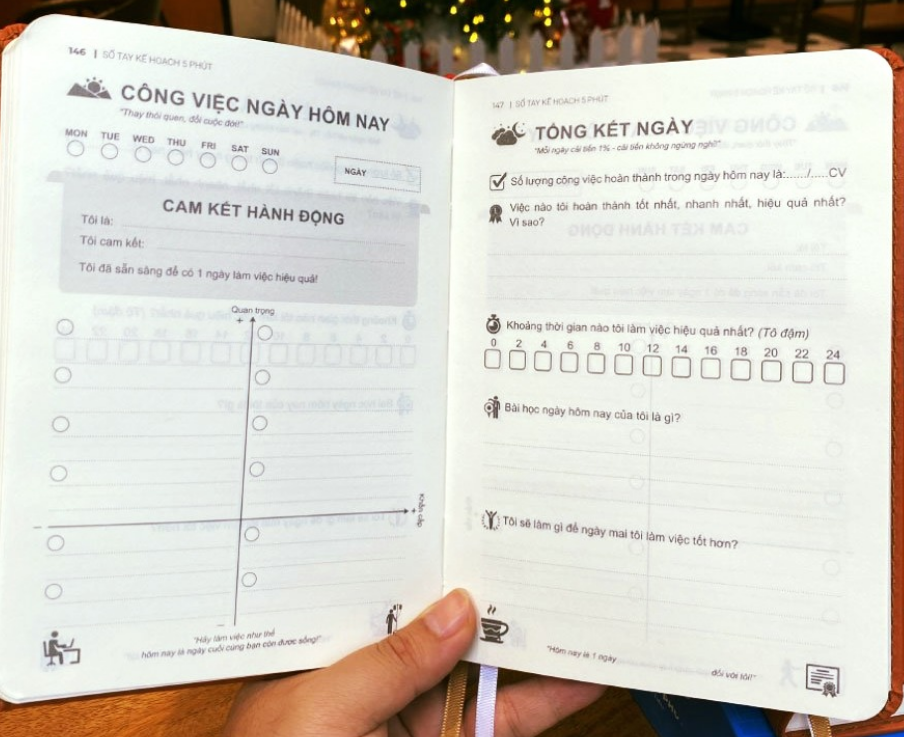 146 | SỔ TAY KẾ HOẠCH 5 PHÚT
CÔNG VIỆC NGÀY HÔM NAY
"Thay thói quen, đổi cuộc đời!"
MON TUE WED THU FRI SAT SUN
NGÀY
CAM KẾT HÀNH ĐỘNG
Tôi là:
Tôi cam kết:
Tôi đã sẵn sàng để có 1 ngày làm việc hiệu quả!
Quan trọng
+
+
Khẩn cấp
–
–
"Hãy làm việc như thể
hôm nay là ngày cuối cùng bạn còn được sống!"
147 | SỔ TAY KẾ HOẠCH 5 PHÚT
TỔNG KẾT NGÀY
"Mỗi ngày cải tiến 1% - cải tiến không ngừng nghỉ!"
Số lượng công việc hoàn thành trong ngày hôm nay là:....../.....CV
Việc nào tôi hoàn thành tốt nhất, nhanh nhất, hiệu quả nhất?
Vì sao?
Khoảng thời gian nào tôi làm việc hiệu quả nhất? (Tô đậm)
0 2 4 6 8 10 12 14 16 18 20 22 24
Bài học ngày hôm nay của tôi là gì?
Tôi sẽ làm gì để ngày mai tôi làm việc tốt hơn?
"Hôm nay là 1 ngày
đối với tôi!"